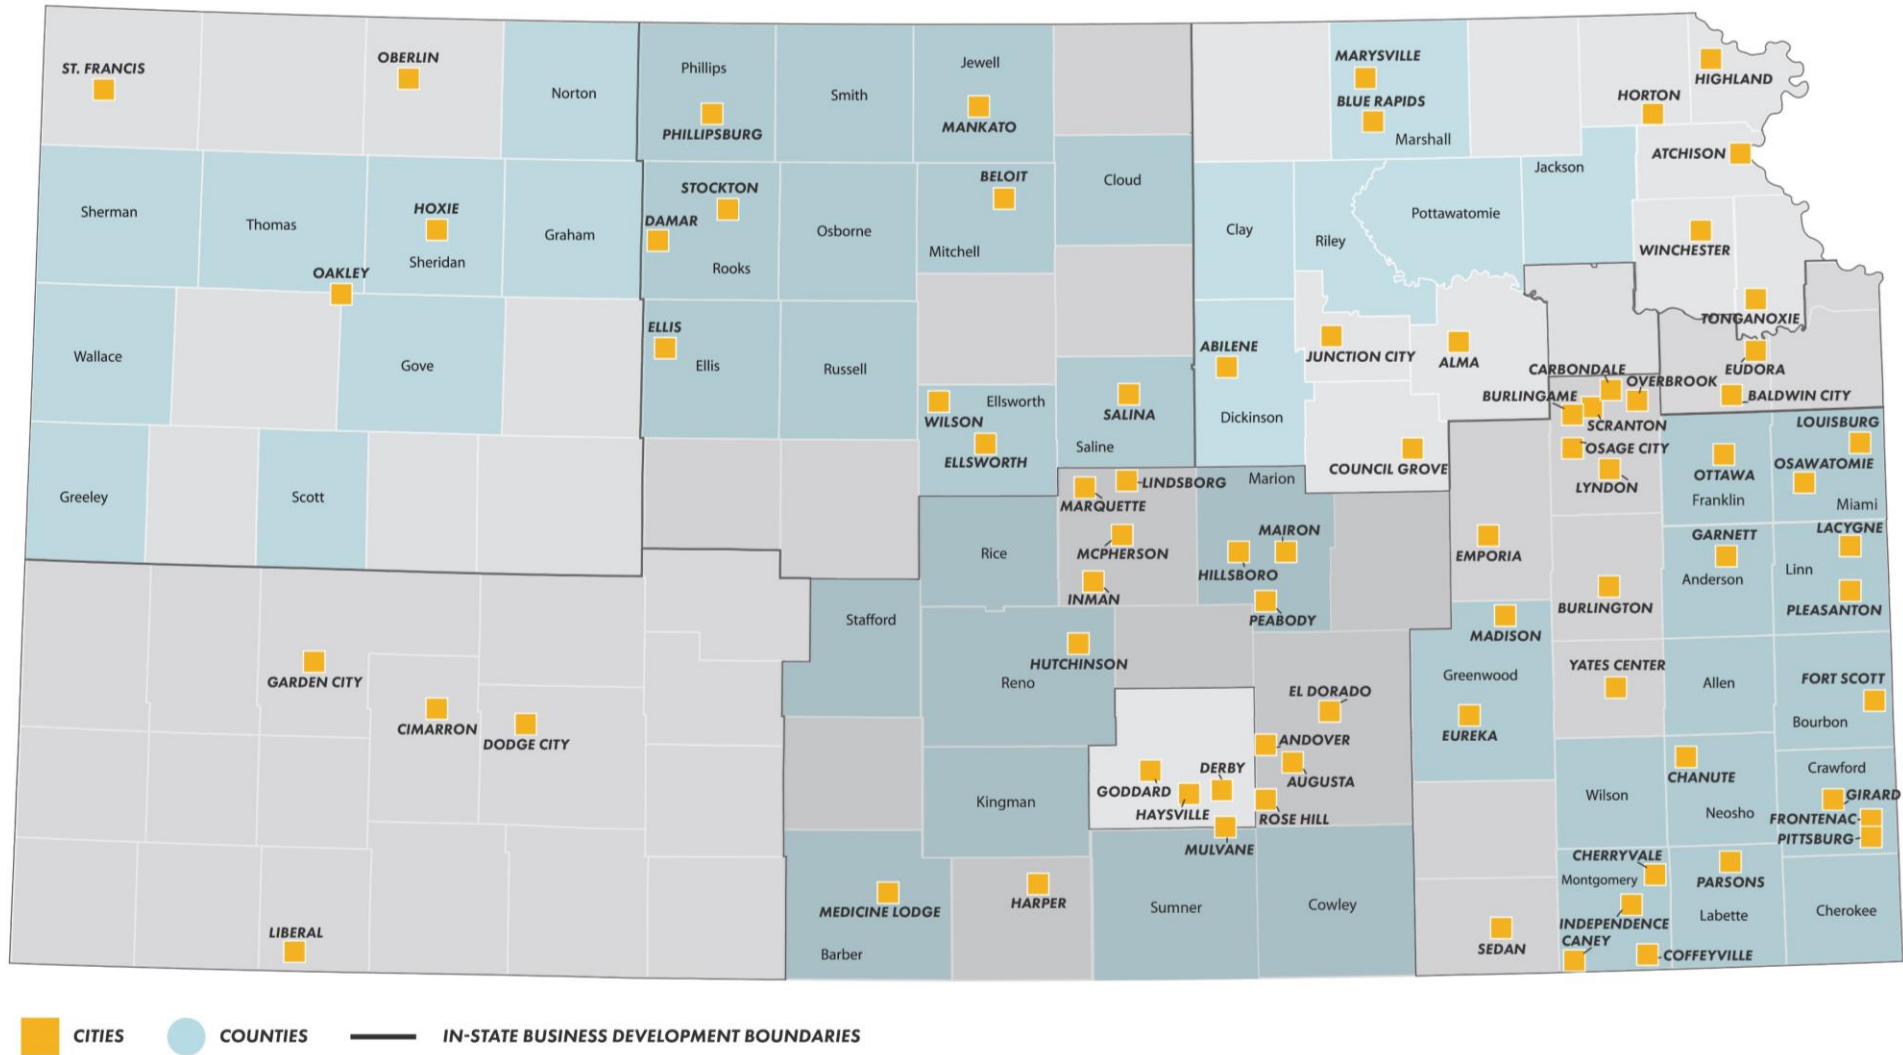 ST. FRANCIS
OBERLIN
Norton
Phillips
PHILLIPSBURG
Smith
Jewell
MANKATO
MARYSVILLE
BLUE RAPIDS
Marshall
HORTON
HIGHLAND
ATCHISON
Sherman
Thomas
HOXIE
Sheridan
OAKLEY
Graham
STOCKTON
DAMAR
Rooks
Osborne
BELOIT
Mitchell
Cloud
Clay
Riley
Pottawatomie
Jackson
WINCHESTER
TONGANOXIE
Wallace
Gove
ELLIS
Ellis
Russell
WILSON
Ellsworth
ELLSWORTH
SALINA
Saline
ABILENE
Dickinson
JUNCTION CITY
ALMA
COUNCIL GROVE
CARBONDALE
OVERBROOK
BURLINGAME
SCRANTON
OSAGE CITY
LYNDON
EUDORA
BALDWIN CITY
LOUISBURG
OSAWATOMIE
Miami
OTTAWA
Franklin
Greeley
Scott
Rice
MARQUETTE
LINDSBORG
MCPHERSON
INMAN
Marion
MAIRON
HILLSBORO
PEABODY
EMPORIA
BURLINGTON
GARNETT
Anderson
LACYGNE
Linn
PLEASANTON
Stafford
HUTCHINSON
Reno
MADISON
Greenwood
EUREKA
YATES CENTER
Allen
FORT SCOTT
Bourbon
GARDEN CITY
CIMARRON
DODGE CITY
LIBERAL
Kingman
GODDARD
HAYSVILLE
DERBY
MULVANE
EL DORADO
ANDOVER
AUGUSTA
ROSE HILL
Wilson
CHANUTE
Neosho
Crawford
GIRARD
FRONTENAC
PITTSBURG
MEDICINE LODGE
Barber
HARPER
Sumner
Cowley
SEDAN
CHERRYVALE
Montgomery
INDEPENDENCE
CANEY
COFFEYVILLE
PARSONS
Labette
Cherokee
CITIES
COUNTIES
IN-STATE BUSINESS DEVELOPMENT BOUNDARIES